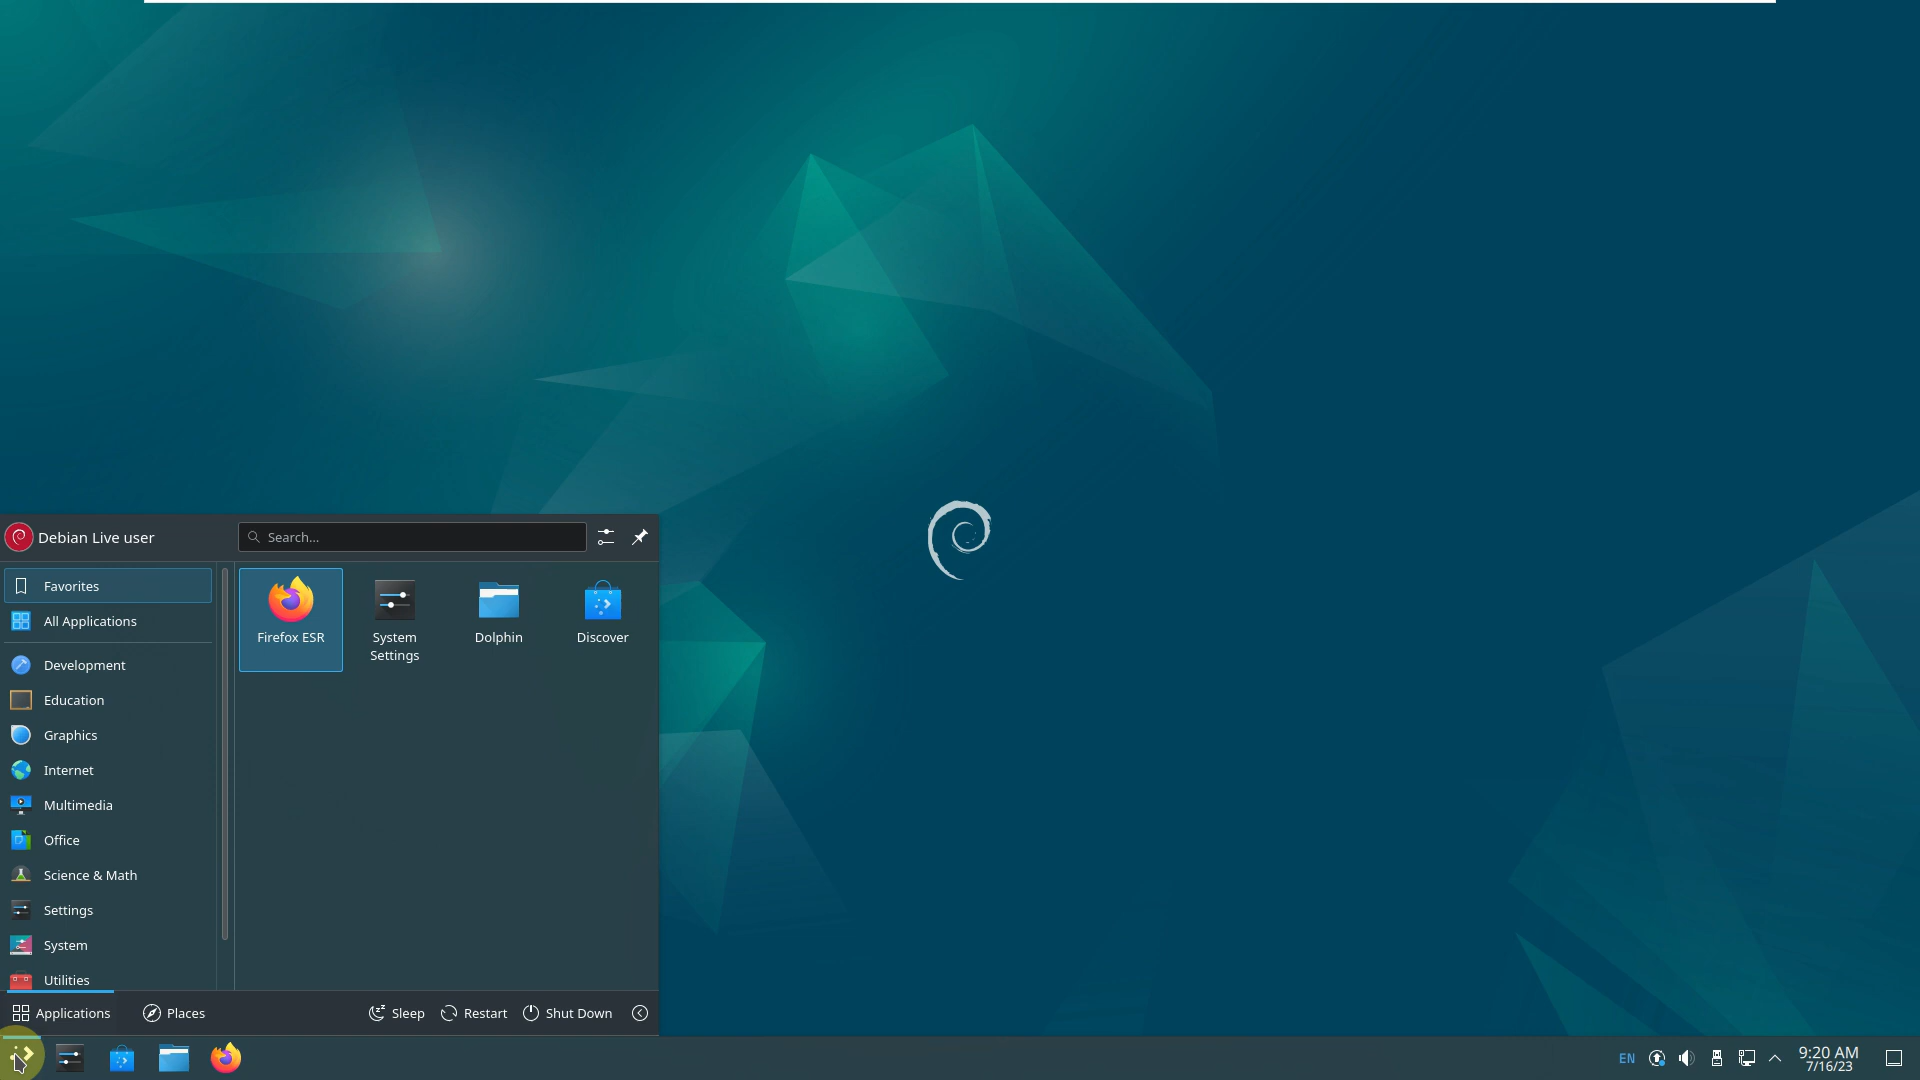 Debian Live user
Search...
Favorites
All Applications
Development
Education
Graphics
Internet
Multimedia
Office
Science & Math
Settings
System
Utilities
Firefox ESR
System
Settings
Dolphin
Discover
Applications
Places
Sleep
Restart
Shut Down
EN
9:20 AM
7/16/23